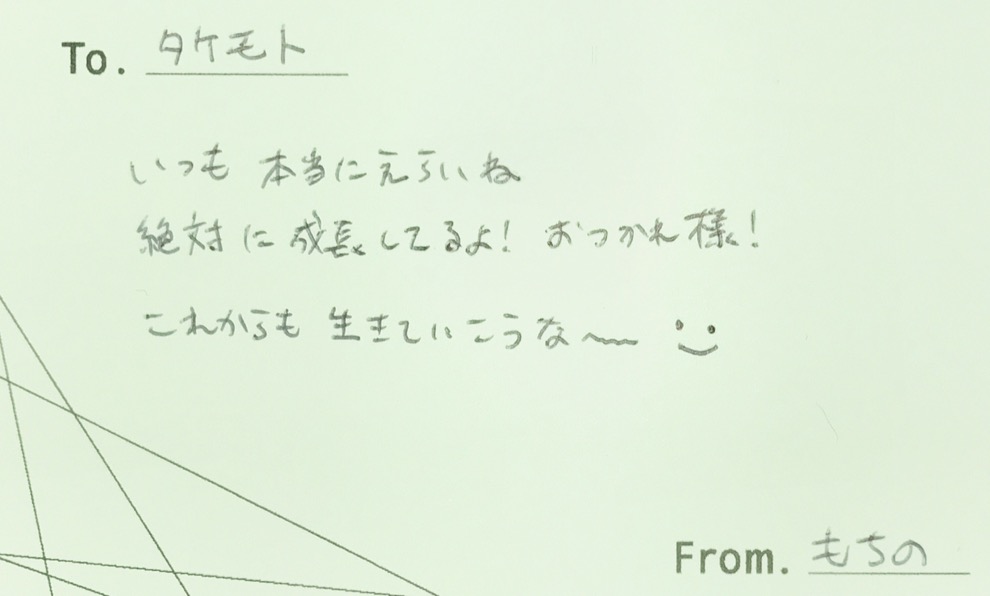 To. タケモト
いつも 本当にえらいね
絶対に成長してるよ! おつかれ様!
これからも 生きていこうな〜
From. もちの